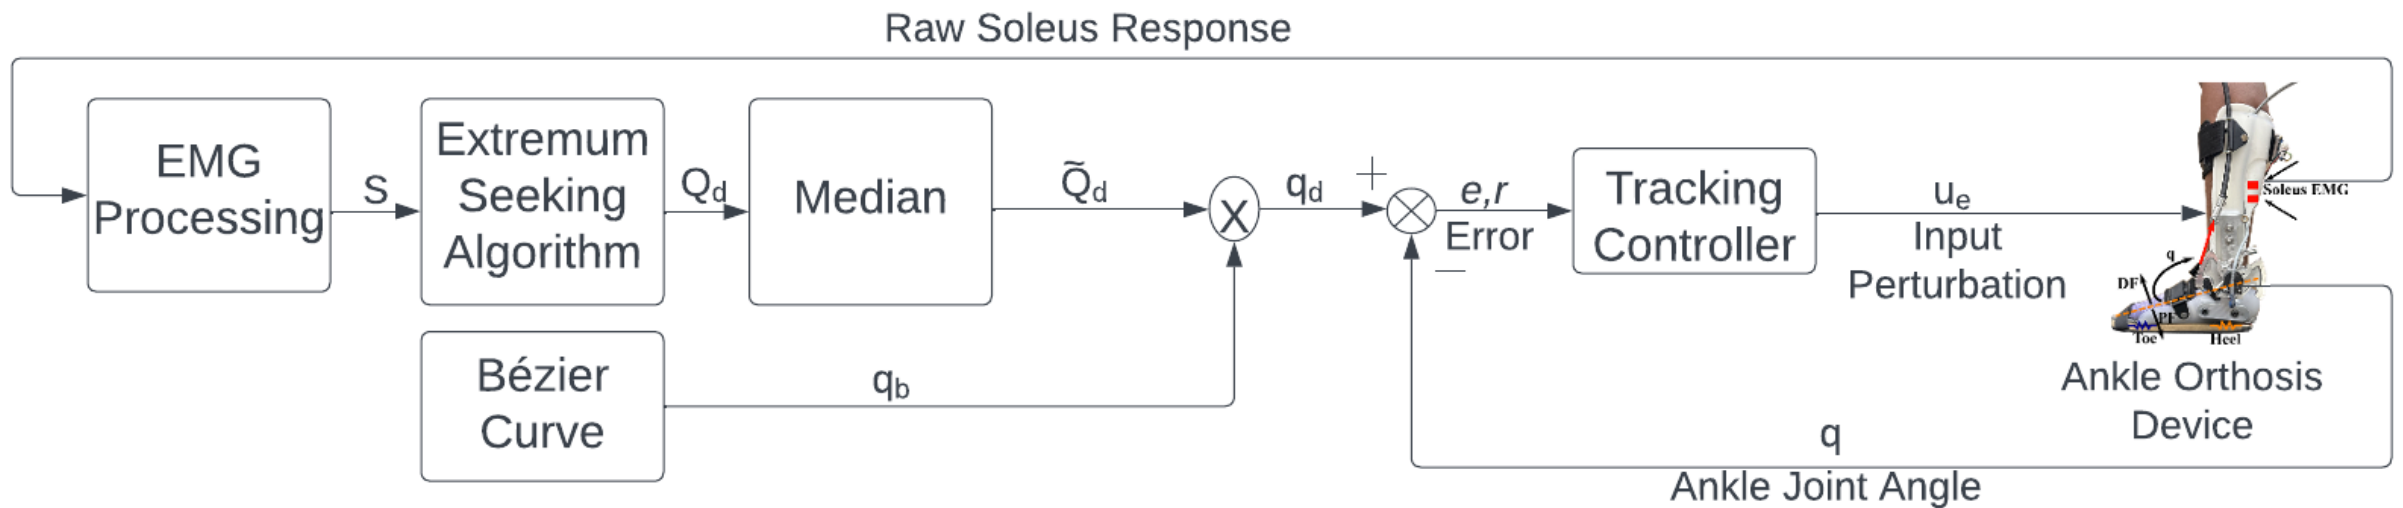 Raw Soleus Response
EMG
Processing
S
Extremum
Seeking
Algorithm
Q_d
Median
Q̃_d
X
q_d
+
e,r
Error
—
Tracking
Controller
u_e
Input
Perturbation
Soleus EMG
q
DF
PF
Toe
Heel
Ankle Orthosis
Device
Bézier
Curve
q_b
q
Ankle Joint Angle